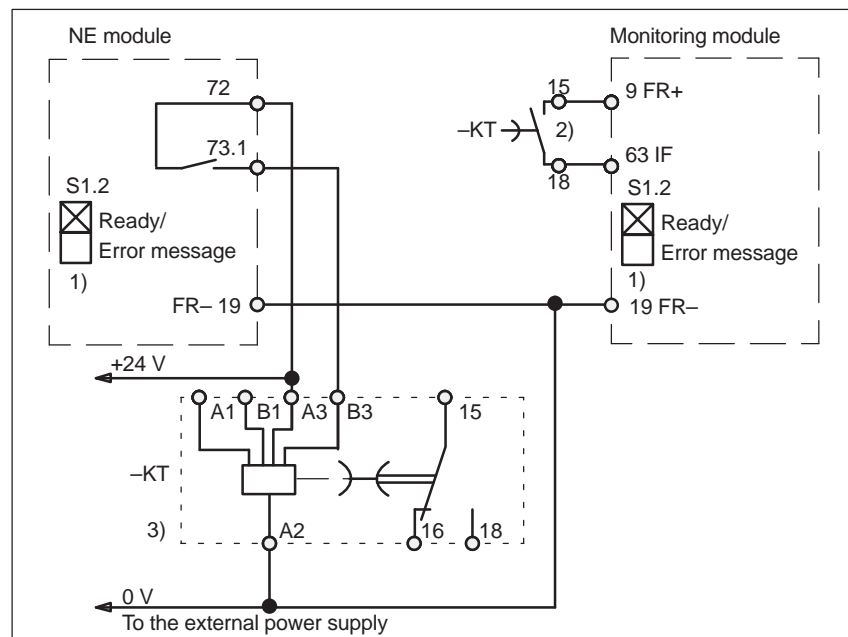 NE module
Monitoring module
72
15
9 FR+
–KT
2)
73.1
63 IF
18
S1.2
Ready/
Error message
1)
S1.2
Ready/
Error message
1)
FR– 19
19 FR–
+24 V
A1
B1
A3
B3
15
–KT
3)
A2
16
18
0 V
To the external power supply